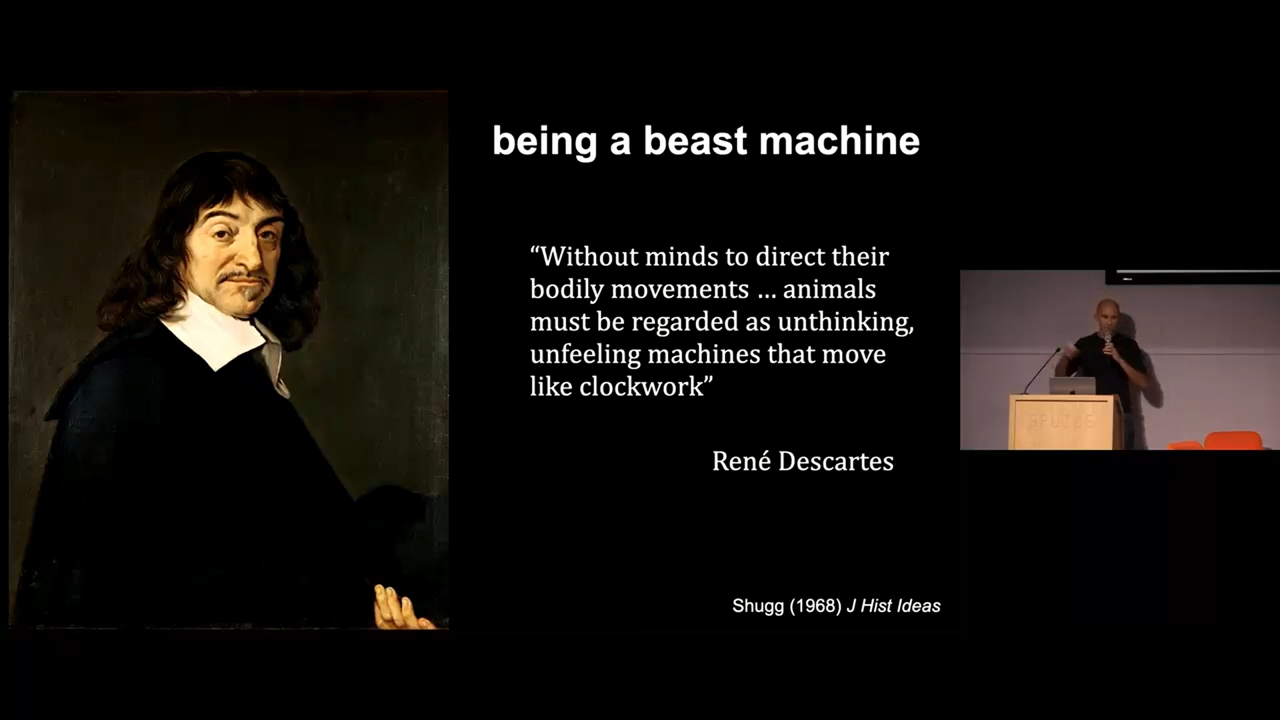 being a beast machine
“Without minds to direct their
bodily movements … animals
must be regarded as unthinking,
unfeeling machines that move
like clockwork”
René Descartes
Shugg (1968) J Hist Ideas